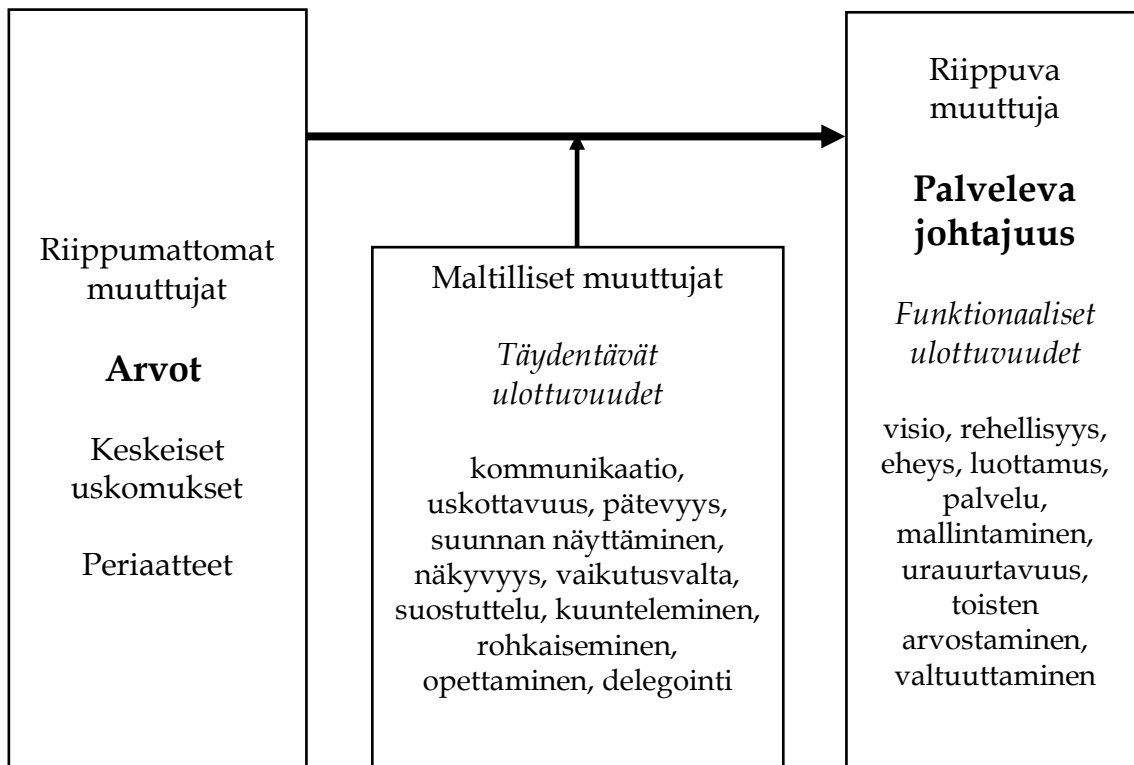 Riippumattomat
muuttujat
Arvot
Keskeiset
uskomukset
Periaatteet
Maltilliset muuttujat
Täydentävät
ulottuvuudet
kommunikaatio,
uskottavuus, pätevyys,
suunnan näyttäminen,
näkyvyys, vaikutusvalta,
suostuttelu, kuunteleminen,
rohkaiseminen,
opettaminen, delegointi
Riippuva
muuttuja
Palveleva
johtajuus
Funktionaaliset
ulottuvuudet
visio, rehellisyys,
eheys, luottamus,
palvelu,
mallintaminen,
urauurtavuus,
toisten
arvostaminen,
valtuuttaminen